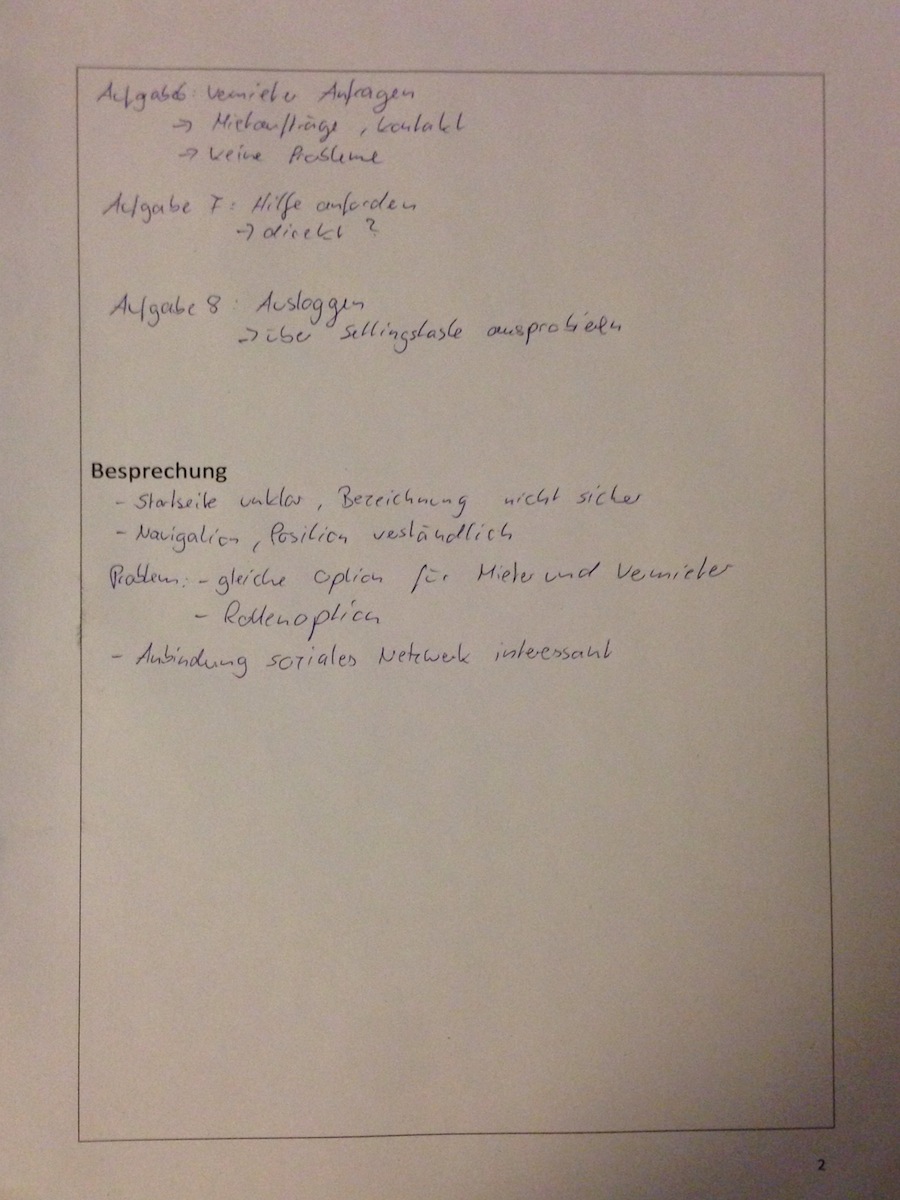 Aufgabe 6: Vermieter Anfragen
→ Mietaufträge, Kontakt
→ keine Probleme
Aufgabe 7: Hilfe anfordern
→ direkt ?
Aufgabe 8: Ausloggen
→ über Settingstaste ausprobieren
Besprechung
- Startseite unklar, Bezeichnung nicht sicher
- Navigation, Position veständlich
Problem: - gleiche Option für Mieter und Vermieter
- Rollenoption
- Anbindung soziales Netzwerk interessant
2